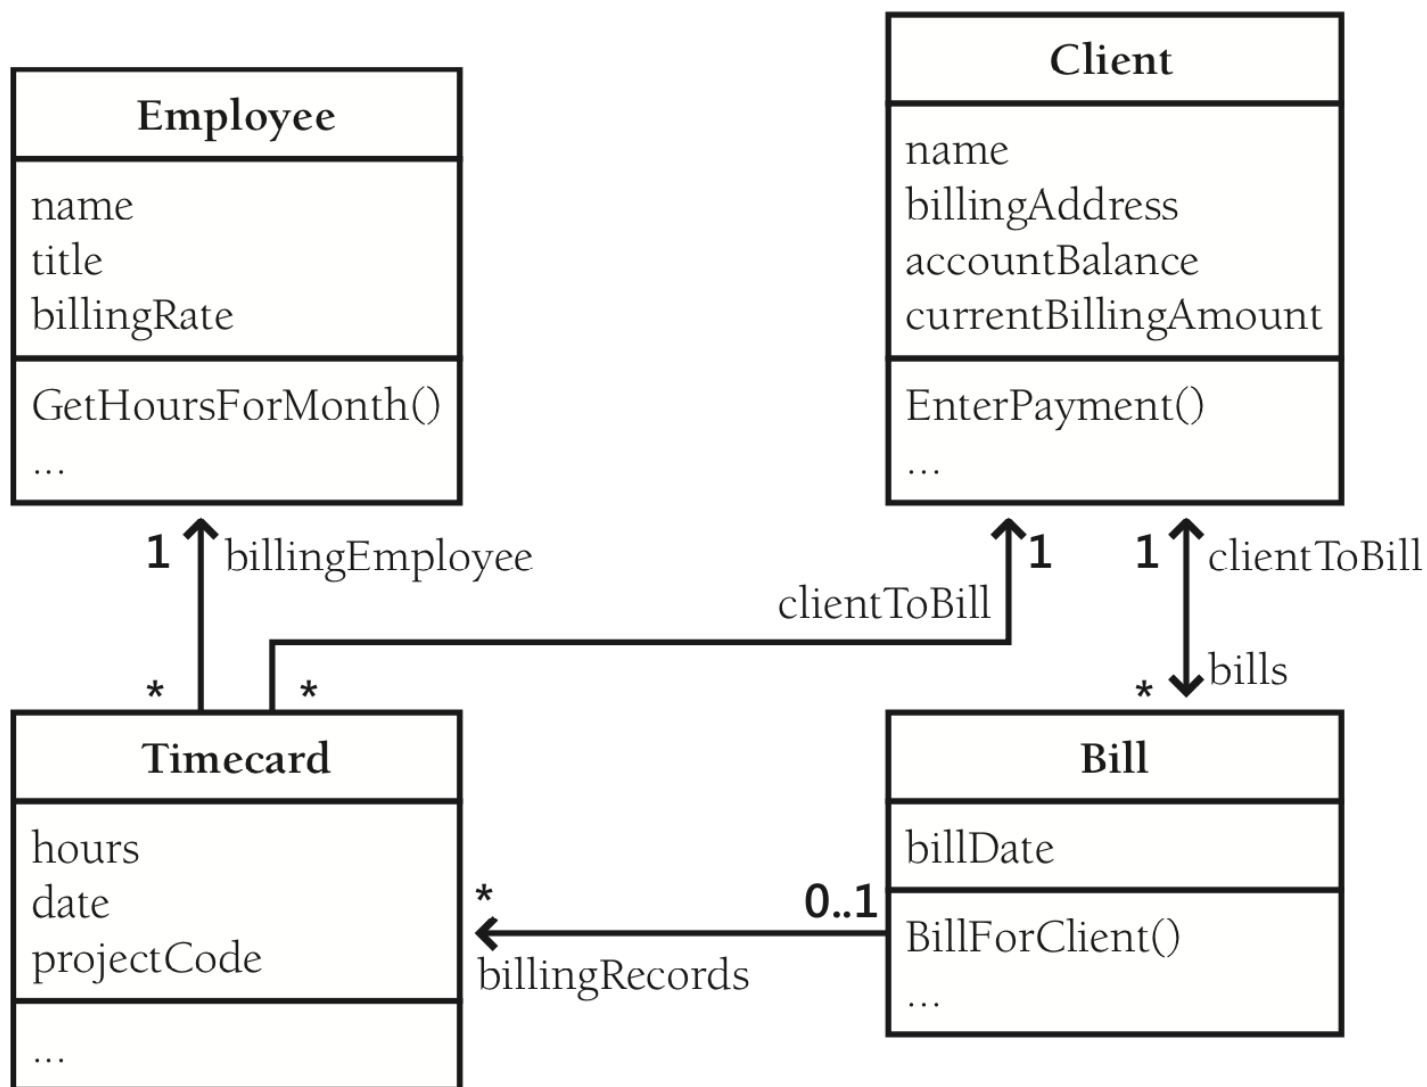 Employee
name
title
billingRate
GetHoursForMonth()
...
Client
name
billingAddress
accountBalance
currentBillingAmount
EnterPayment()
...
1 billingEmployee
*
clientToBill 1
*
1 clientToBill
* bills
Timecard
hours
date
projectCode
...
* 0..1
billingRecords
Bill
billDate
BillForClient()
...